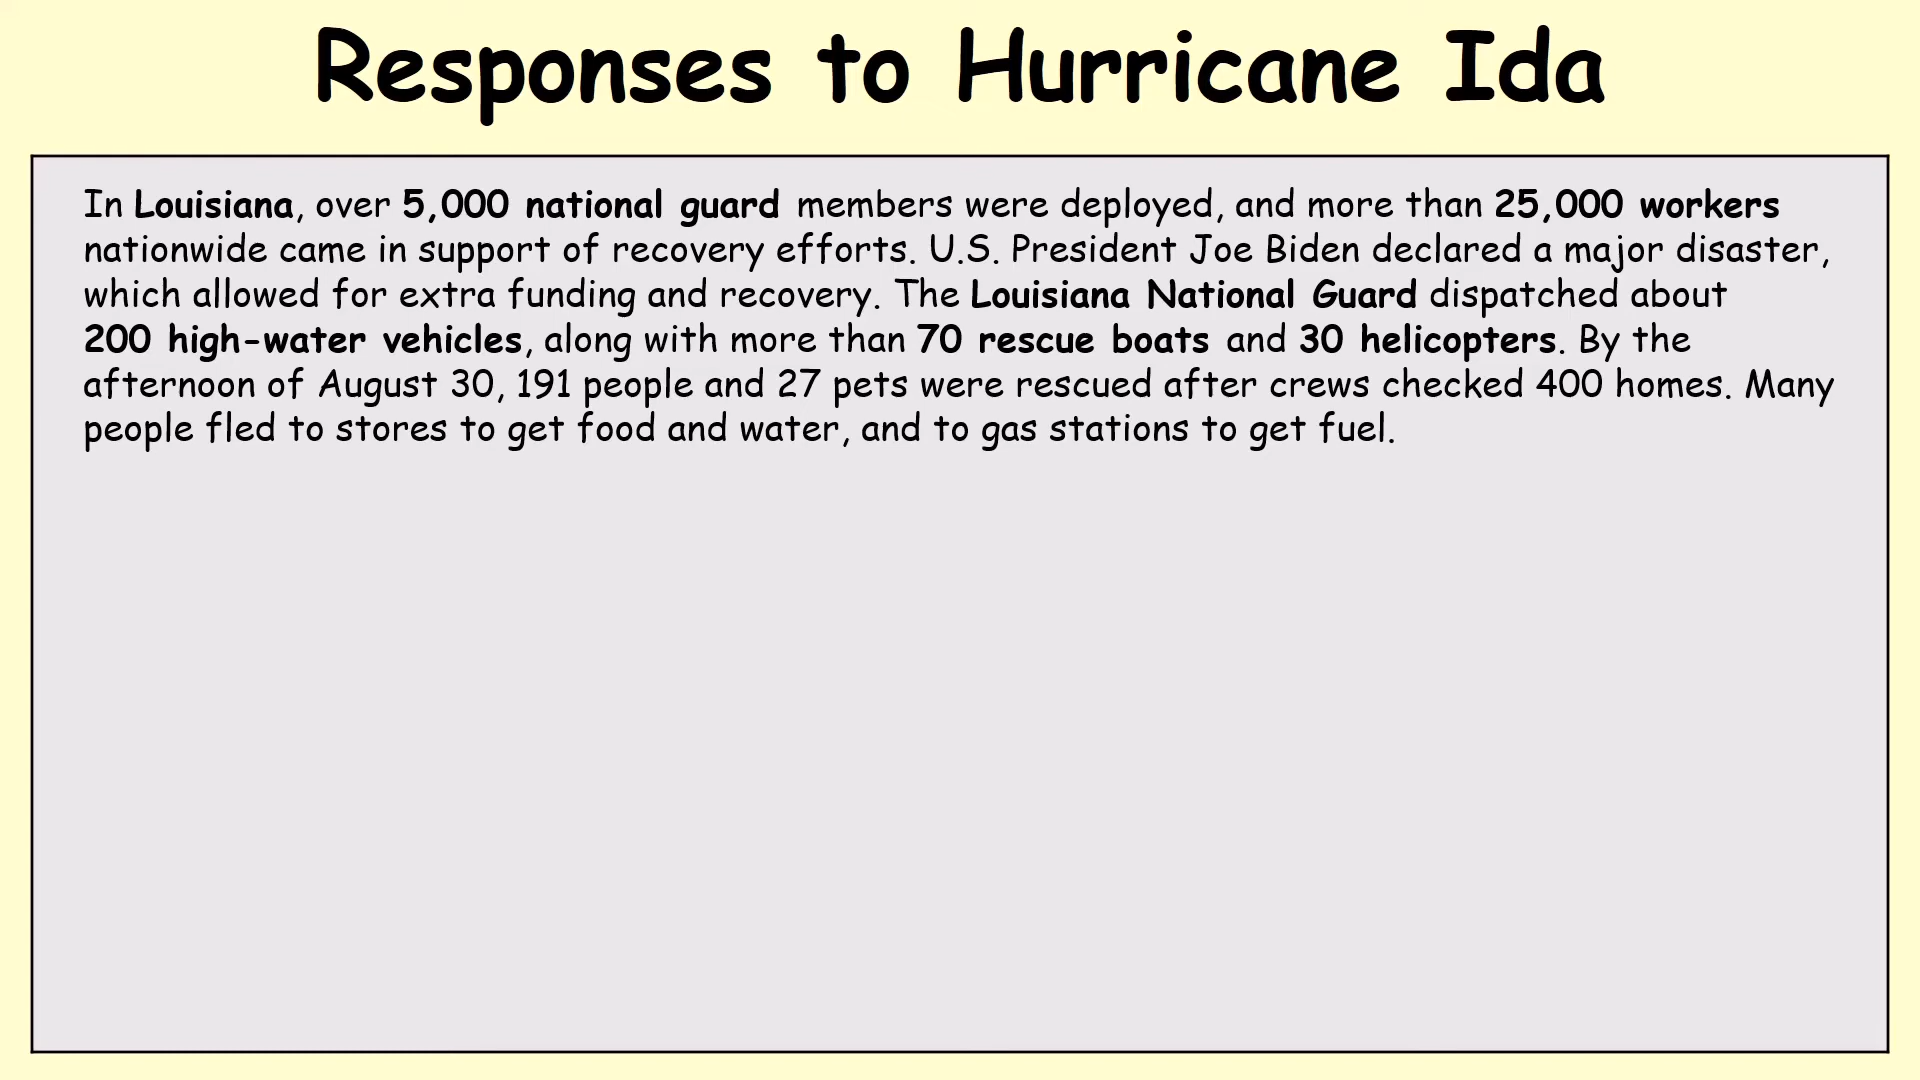 Responses to Hurricane Ida
In Louisiana, over 5,000 national guard members were deployed, and more than 25,000 workers
nationwide came in support of recovery efforts. U.S. President Joe Biden declared a major disaster,
which allowed for extra funding and recovery. The Louisiana National Guard dispatched about
200 high-water vehicles, along with more than 70 rescue boats and 30 helicopters. By the
afternoon of August 30, 191 people and 27 pets were rescued after crews checked 400 homes. Many
people fled to stores to get food and water, and to gas stations to get fuel.